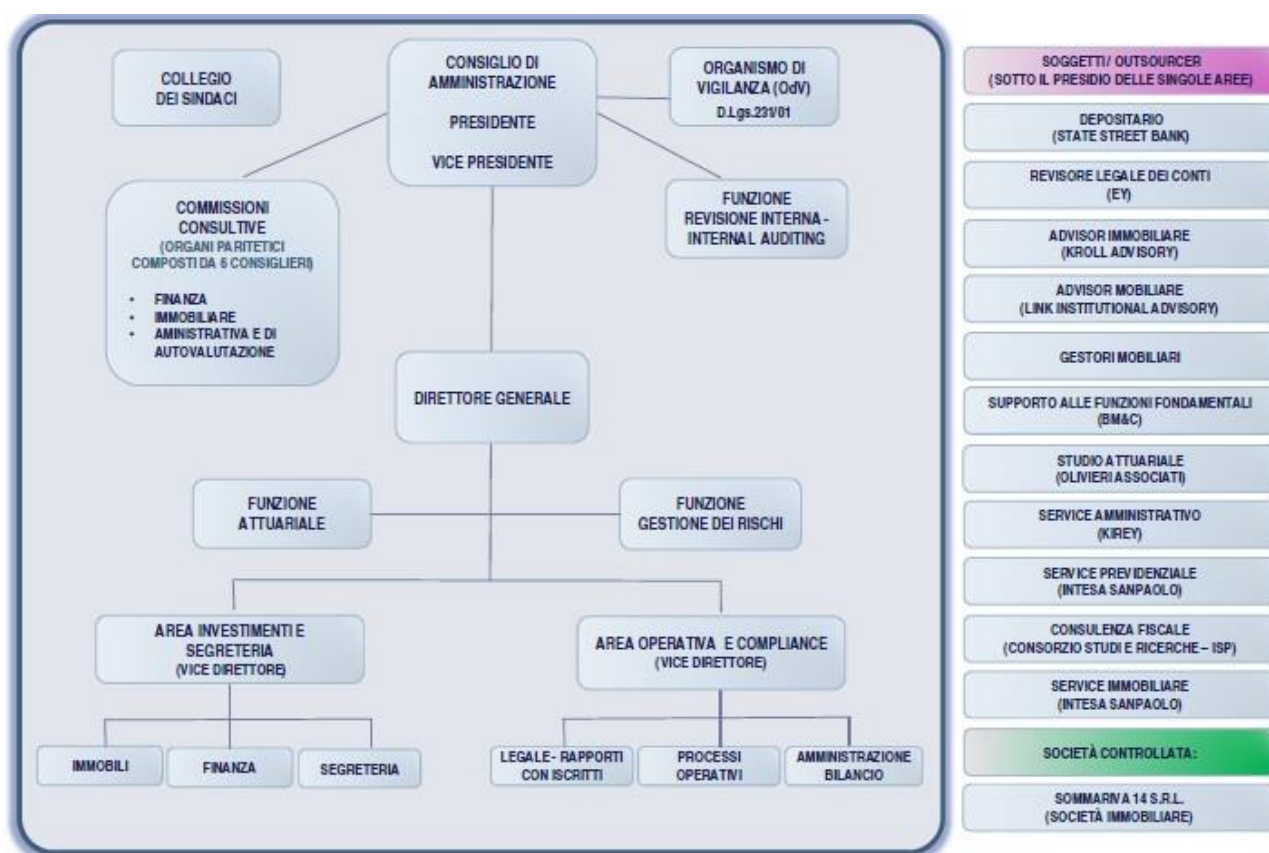 COLLEGIO
DEI SINDACI
CONSIGLIO DI
AMMINISTRAZIONE
PRESIDENTE
VICE PRESIDENTE
ORGANISMO DI
VIGILANZA (OdV)
D.Lgs.231/01
COMMISSIONI
CONSULTIVE
(ORGANI PARITETICI
COMPOSTI DA 6 CONSIGLIERI)
• FINANZA
• IMMOBILIARE
• AMINISTRATIVA E DI
AUTOVALUTAZIONE
FUNZIONE
REVISIONE INTERNA -
INTERNAL AUDITING
DIRETTORE GENERALE
FUNZIONE
ATTUARIALE
FUNZIONE
GESTIONE DEI RISCHI
AREA INVESTIMENTI E
SEGRETERIA
(VICE DIRETTORE)
AREA OPERATIVA E COMPLIANCE
(VICE DIRETTORE)
IMMOBILI
FINANZA
SEGRETERIA
LEGALE - RAPPORTI
CON ISCRITTI
PROCESSI
OPERATIVI
AMMINISTRAZIONE
BILANCIO
SOGGETTI/ OUTSOURCER
(SOTTO IL PRESIDIO DELLE SINGOLE AREE)
DEPOSITARIO
(STATE STREET BANK)
REVISORE LEGALE DEI CONTI
(EY)
ADVISOR IMMOBILIARE
(KROLL ADVISORY)
ADVISOR MOBILIARE
(LINK INSTITUTIONAL ADVISORY)
GESTORI MOBILIARI
SUPPORTO ALLE FUNZIONI FONDAMENTALI
(BM&C)
STUDIO ATTUARIALE
(OLIVIERI ASSOCIATI)
SERVICE AMMINISTRATIVO
(KIREY)
SERVICE PREVIDENZIALE
(INTESA SANPAOLO)
CONSULENZA FISCALE
(CONSORZIO STUDI E RICERCHE – ISP)
SERVICE IMMOBILIARE
(INTESA SANPAOLO)
SOCIETÀ CONTROLLATA:
SOMMARIVA 14 S.R.L.
(SOCIETÀ IMMOBILIARE)